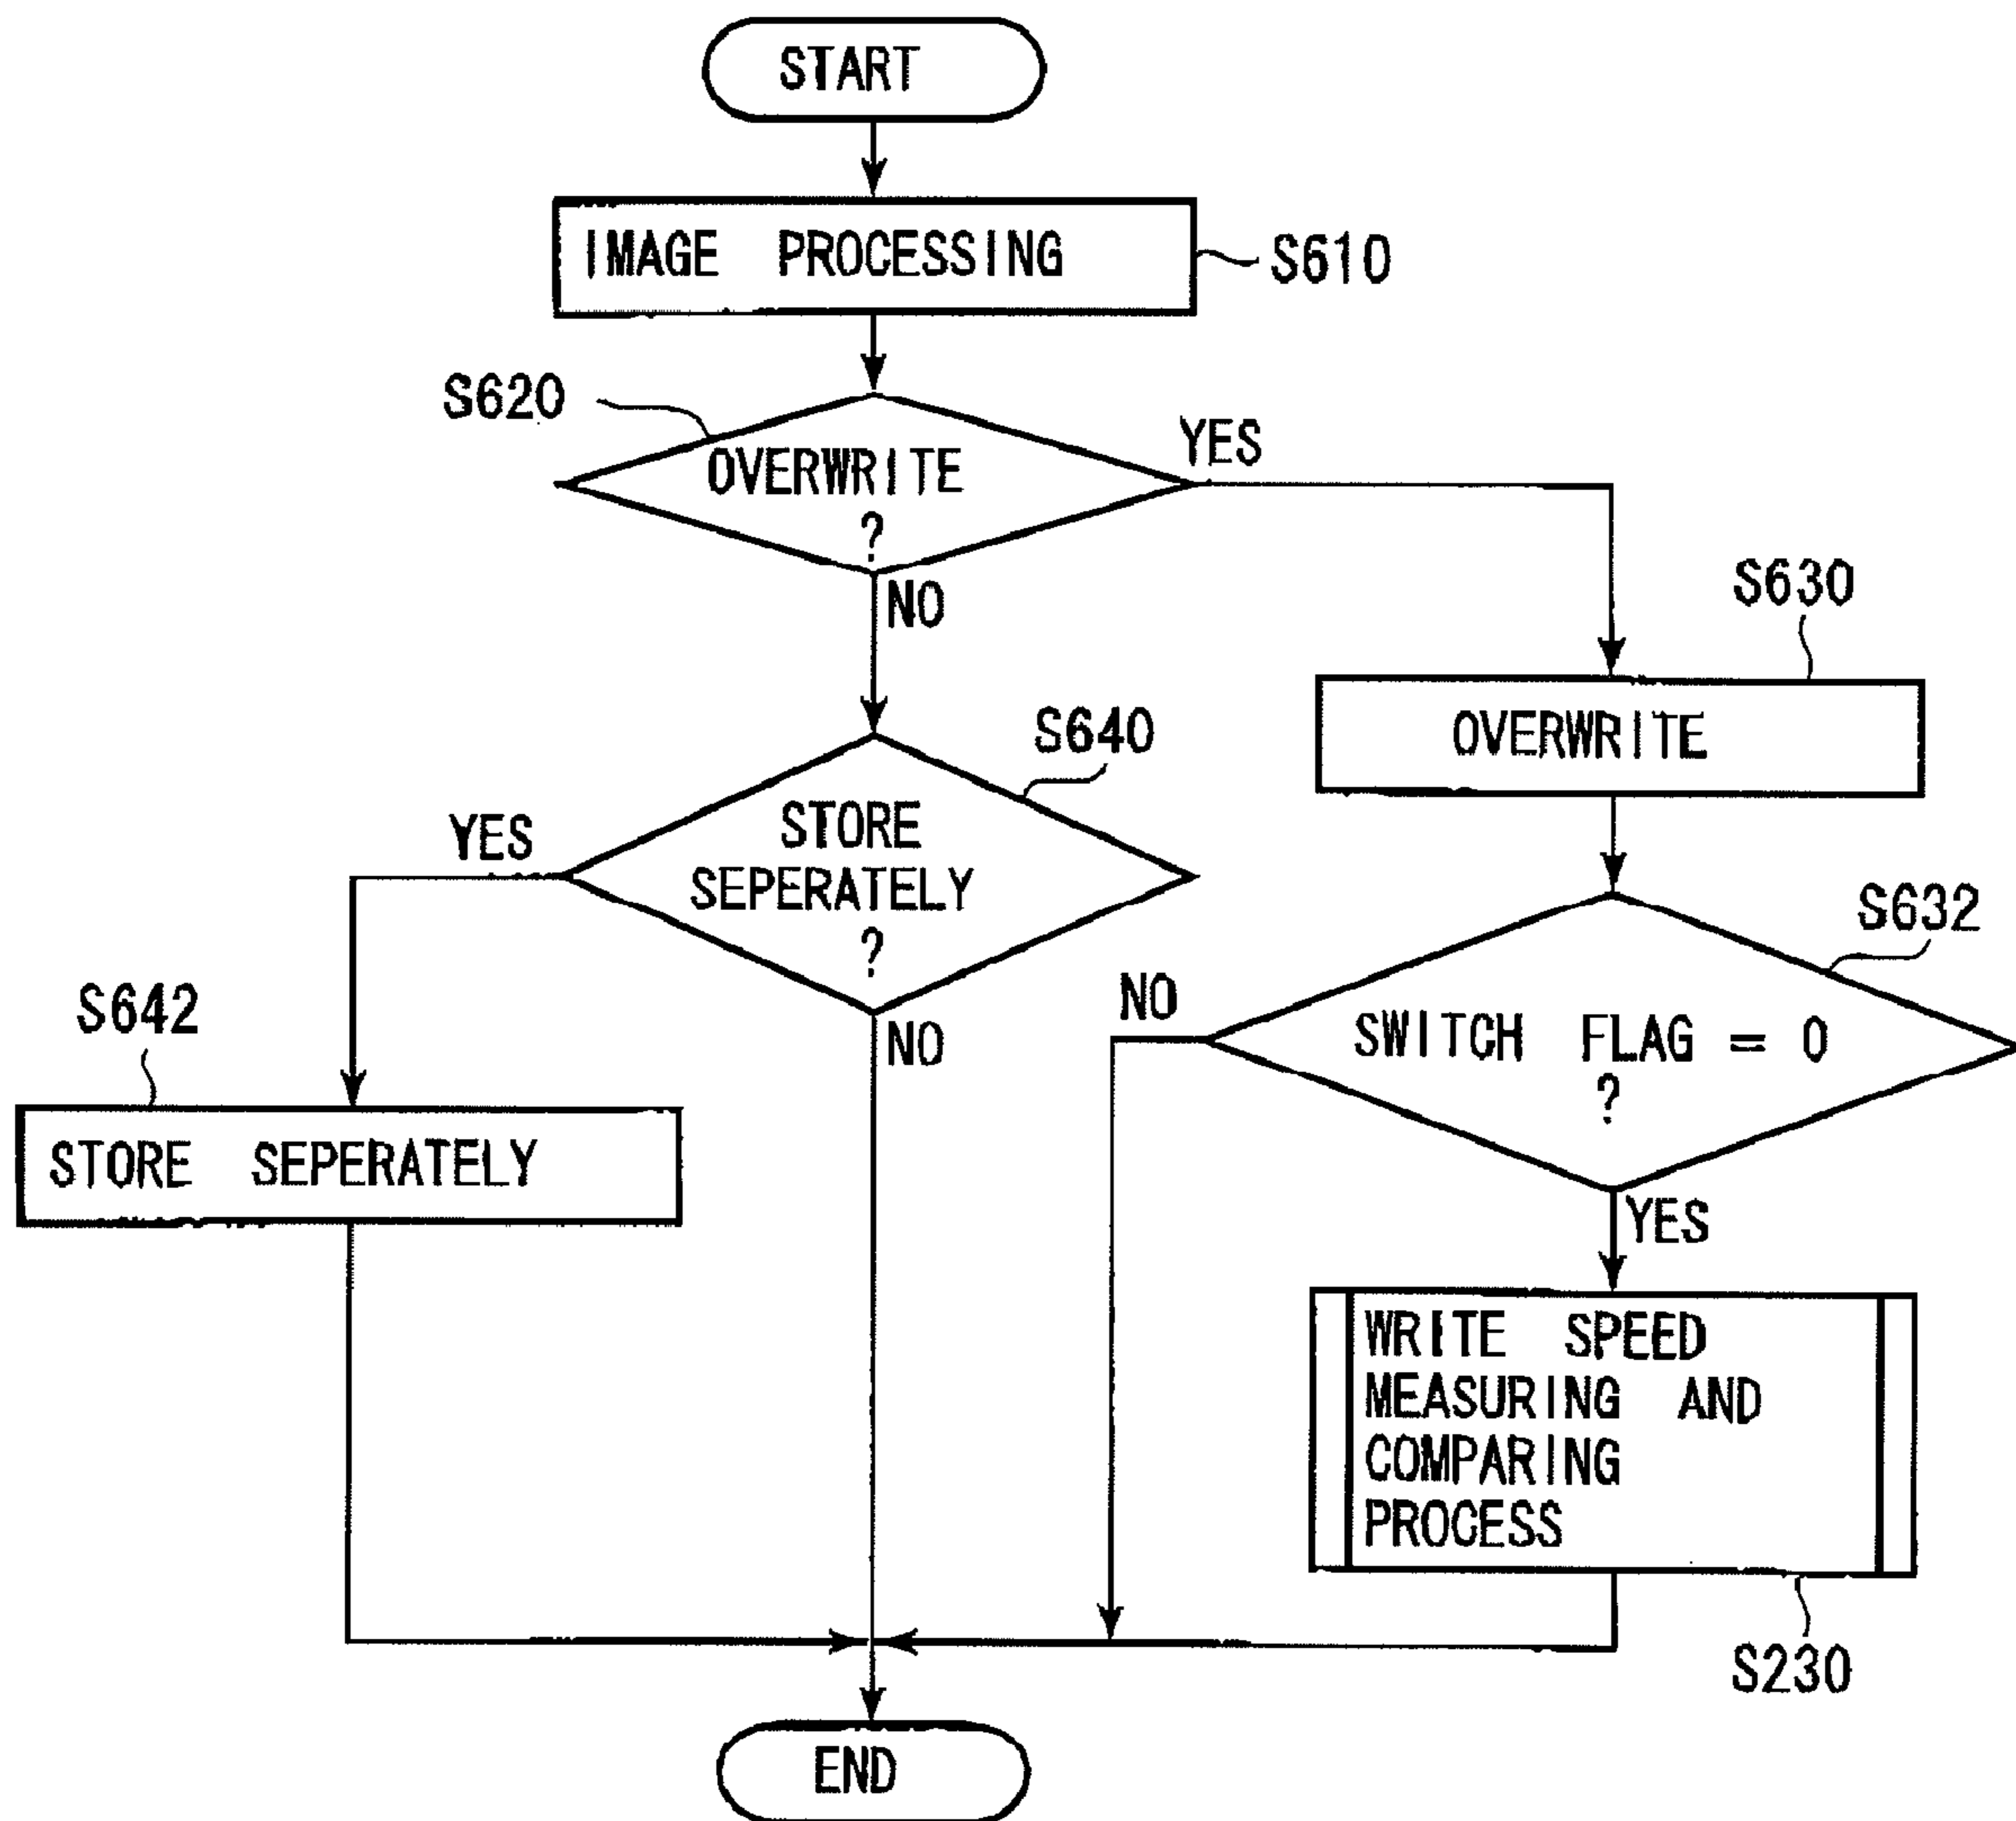 START
IMAGE PROCESSING
S610
S620
OVERWRITE
?
YES
NO
S630
OVERWRITE
S640
STORE
SEPERATELY
?
YES
NO
S632
SWITCH FLAG = 0
?
NO
YES
S642
STORE SEPERATELY
WRITE SPEED
MEASURING AND
COMPARING
PROCESS
S230
END